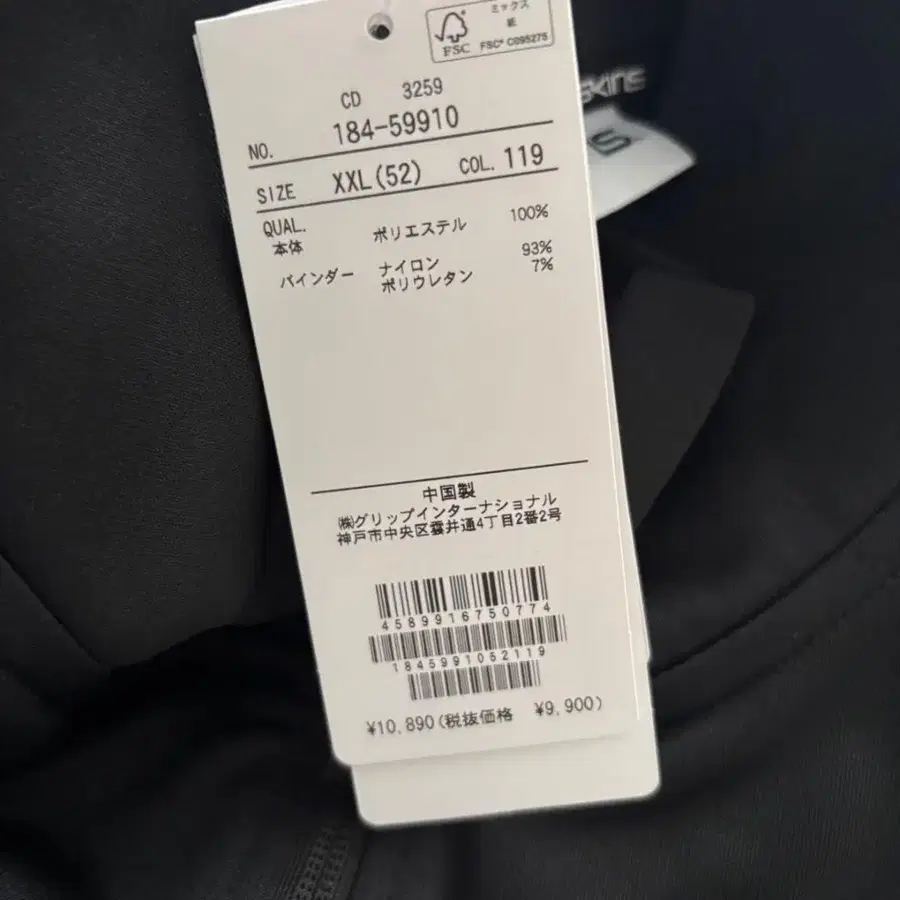 ミックス
紙
FSC
FSC® C095275
CD 3259
NO. 184-59910
SIZE XXL(52) COL. 119
QUAL.
本体 ポリエステル 100%
バインダー ナイロン 93%
ポリウレタン 7%
中国製
㈱グリップインターナショナル
神戸市中央区雲井通4丁目2番2号
4589916750774
1845991052119
¥10,890(税抜価格 ¥9,900)